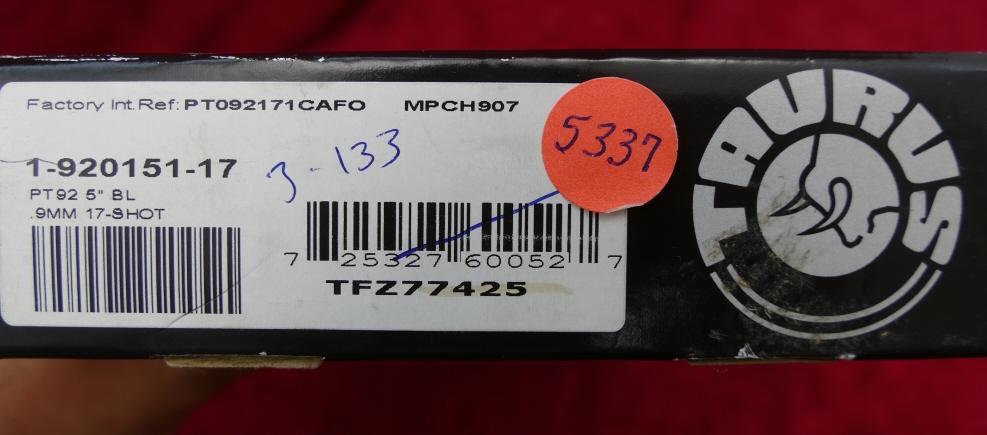 Factory Int.Ref: PT092171CAFO MPCH907
1-920151-17
3-133
5337
PT92 5" BL
.9MM 17-SHOT
7 25327 60052 7
TFZ77425
TAURUS